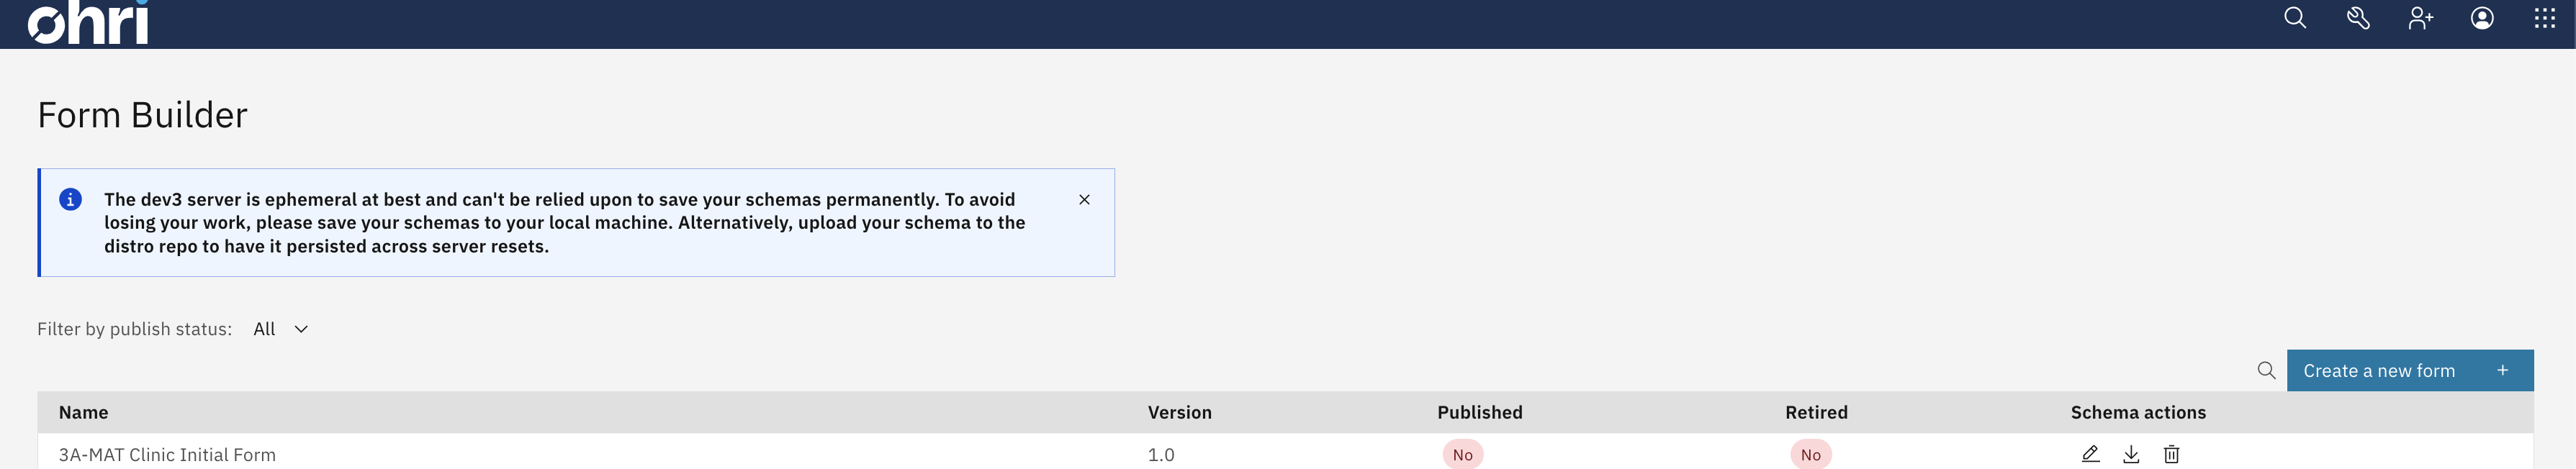 ohri
Form Builder
The dev3 server is ephemeral at best and can't be relied upon to save your schemas permanently. To avoid
losing your work, please save your schemas to your local machine. Alternatively, upload your schema to the
distro repo to have it persisted across server resets.
Filter by publish status: All
Create a new form +
Name Version Published Retired Schema actions
3A-MAT Clinic Initial Form 1.0 No No